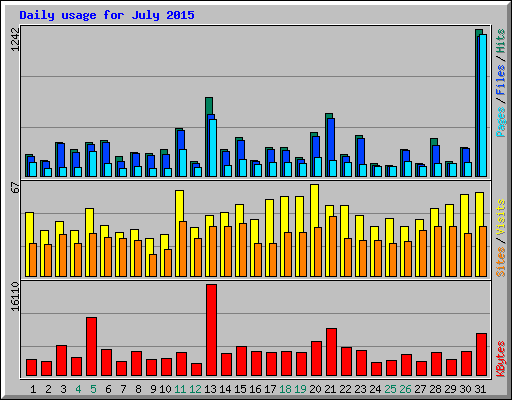 Daily usage for July 2015
1242
Pages / Files / Hits
67
Sites / Visits
16110
KBytes
1 2 3 4 5 6 7 8 9 10 11 12 13 14 15 16 17 18 19 20 21 22 23 24 25 26 27 28 29 30 31